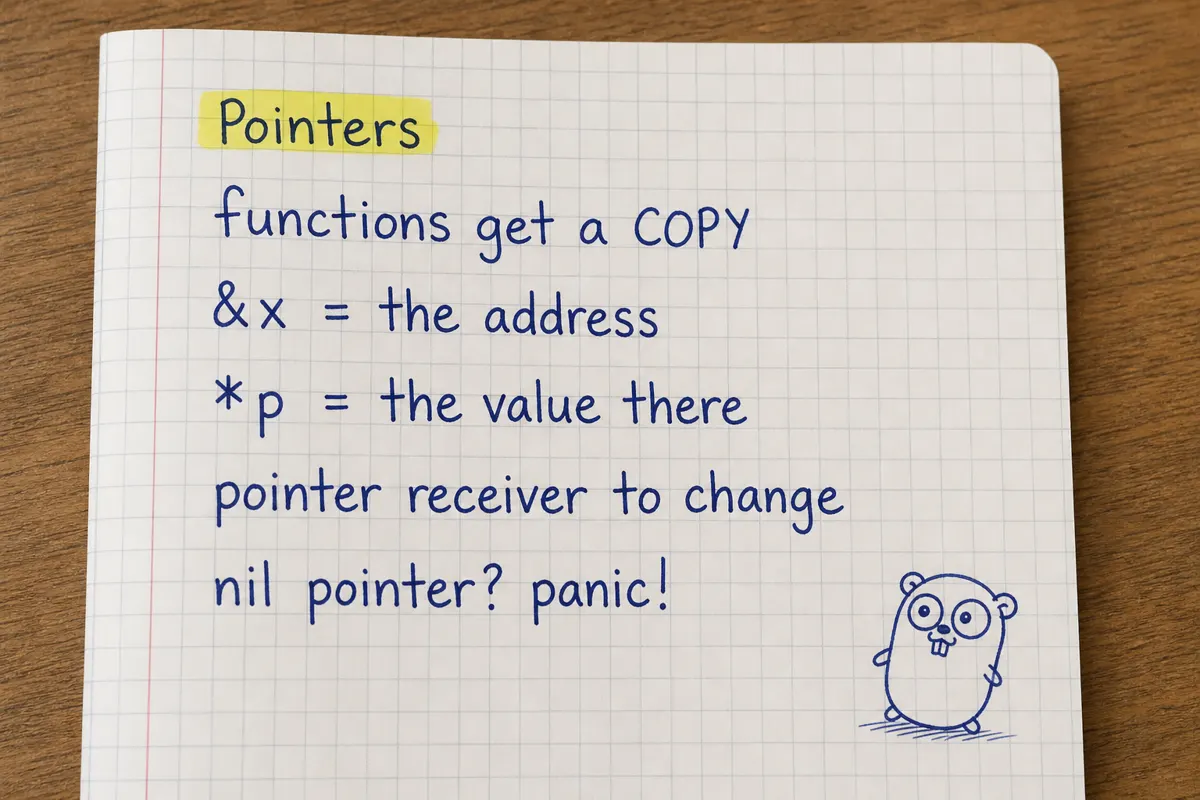 Pointers
functions get a COPY
&x = the address
*p = the value there
pointer receiver to change
nil pointer? panic!